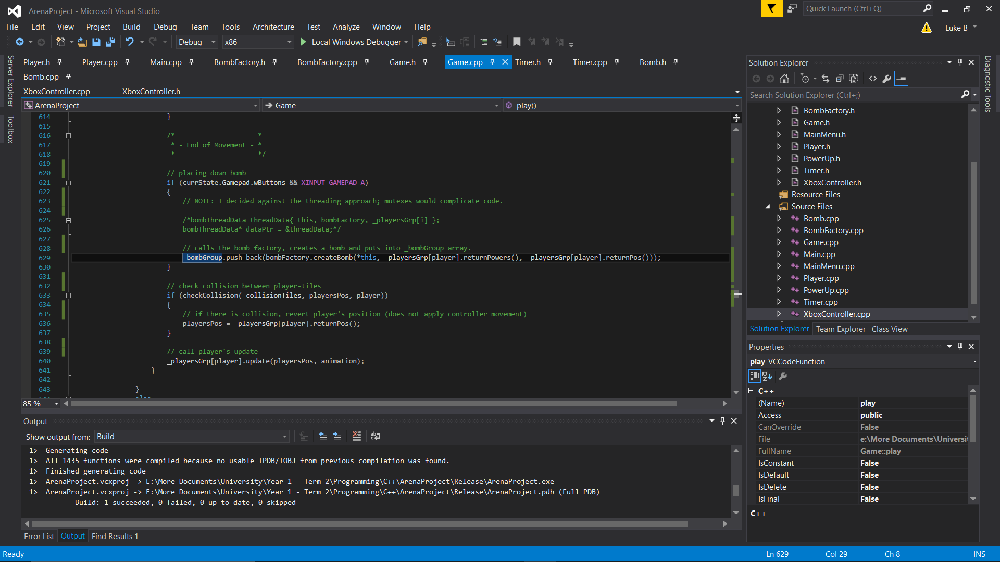 ArenaProject - Microsoft Visual Studio
Quick Launch (Ctrl+Q)
File Edit View Project Build Debug Team Tools Architecture Test Analyze Window Help
Luke B
Debug x86 Local Windows Debugger
Server Explorer
Toolbox
Player.h Player.cpp Main.cpp BombFactory.h BombFactory.cpp Game.h Game.cpp Timer.h Timer.cpp Bomb.h
Bomb.cpp
XboxController.cpp XboxController.h
ArenaProject Game play()
614 }
615
616 /* ------------------- *
617 * - End of Movement - *
618 * ------------------- */
619
620 // placing down bomb
621 if (currState.Gamepad.wButtons && XINPUT_GAMEPAD_A)
622 {
623 // NOTE: I decided against the threading approach; mutexes would complicate code.
624
625 /*bombThreadData threadData{ this, bombFactory, _playersGrp[i] };
626 bombThreadData* dataPtr = &threadData;*/
627
628 // calls the bomb factory, creates a bomb and puts into _bombGroup array.
629 _bombGroup.push_back(bombFactory.createBomb(*this, _playersGrp[player].returnPowers(), _playersGrp[player].returnPos()));
630 }
631
632 // check collision between player-tiles
633 if (checkCollision(_collisionTiles, playersPos, player))
634 {
635 // if there is collision, revert player's position (does not apply controller movement)
636 playersPos = _playersGrp[player].returnPos();
637 }
638
639 // call player's update
640 _playersGrp[player].update(playersPos, animation);
641 }
642
643 }
644 else
85 %
Output
Show output from: Build
1> Generating code
1> All 1435 functions were compiled because no usable IPDB/IOBJ from previous compilation was found.
1> Finished generating code
1> ArenaProject.vcxproj -> E:\More Documents\University\Year 1 - Term 2\Programming\C++\ArenaProject\Release\ArenaProject.exe
1> ArenaProject.vcxproj -> E:\More Documents\University\Year 1 - Term 2\Programming\C++\ArenaProject\Release\ArenaProject.pdb (Full PDB)
========== Build: 1 succeeded, 0 failed, 0 up-to-date, 0 skipped ==========
Error List Output Find Results 1
Solution Explorer
Search Solution Explorer (Ctrl+;)
BombFactory.h
Game.h
MainMenu.h
Player.h
PowerUp.h
Timer.h
XboxController.h
Resource Files
Source Files
Bomb.cpp
BombFactory.cpp
Game.cpp
Main.cpp
MainMenu.cpp
Player.cpp
PowerUp.cpp
Timer.cpp
XboxController.cpp
Solution Explorer Team Explorer Class View
Properties
play VCCodeFunction
C++
(Name) play
Access public
CanOverride False
File e:\More Documents\Universi
FullName Game::play
IsConstant False
IsDefault False
IsDelete False
IsFinal False
C++
Diagnostic Tools
Ready Ln 629 Col 29 Ch 8 INS